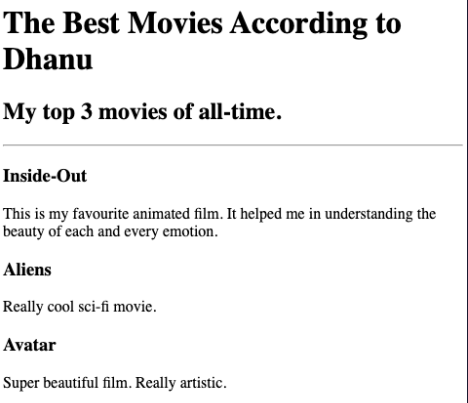 The Best Movies According to
Dhanu
My top 3 movies of all-time.
Inside-Out
This is my favourite animated film. It helped me in understanding the
beauty of each and every emotion.
Aliens
Really cool sci-fi movie.
Avatar
Super beautiful film. Really artistic.